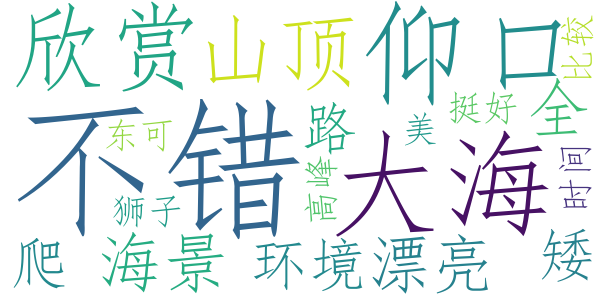 欣赏
山顶
仰口
比较
不错
东可
路
美
挺好
全
大海
时间
狮子
高峰
爬
海景
环境漂亮
矮